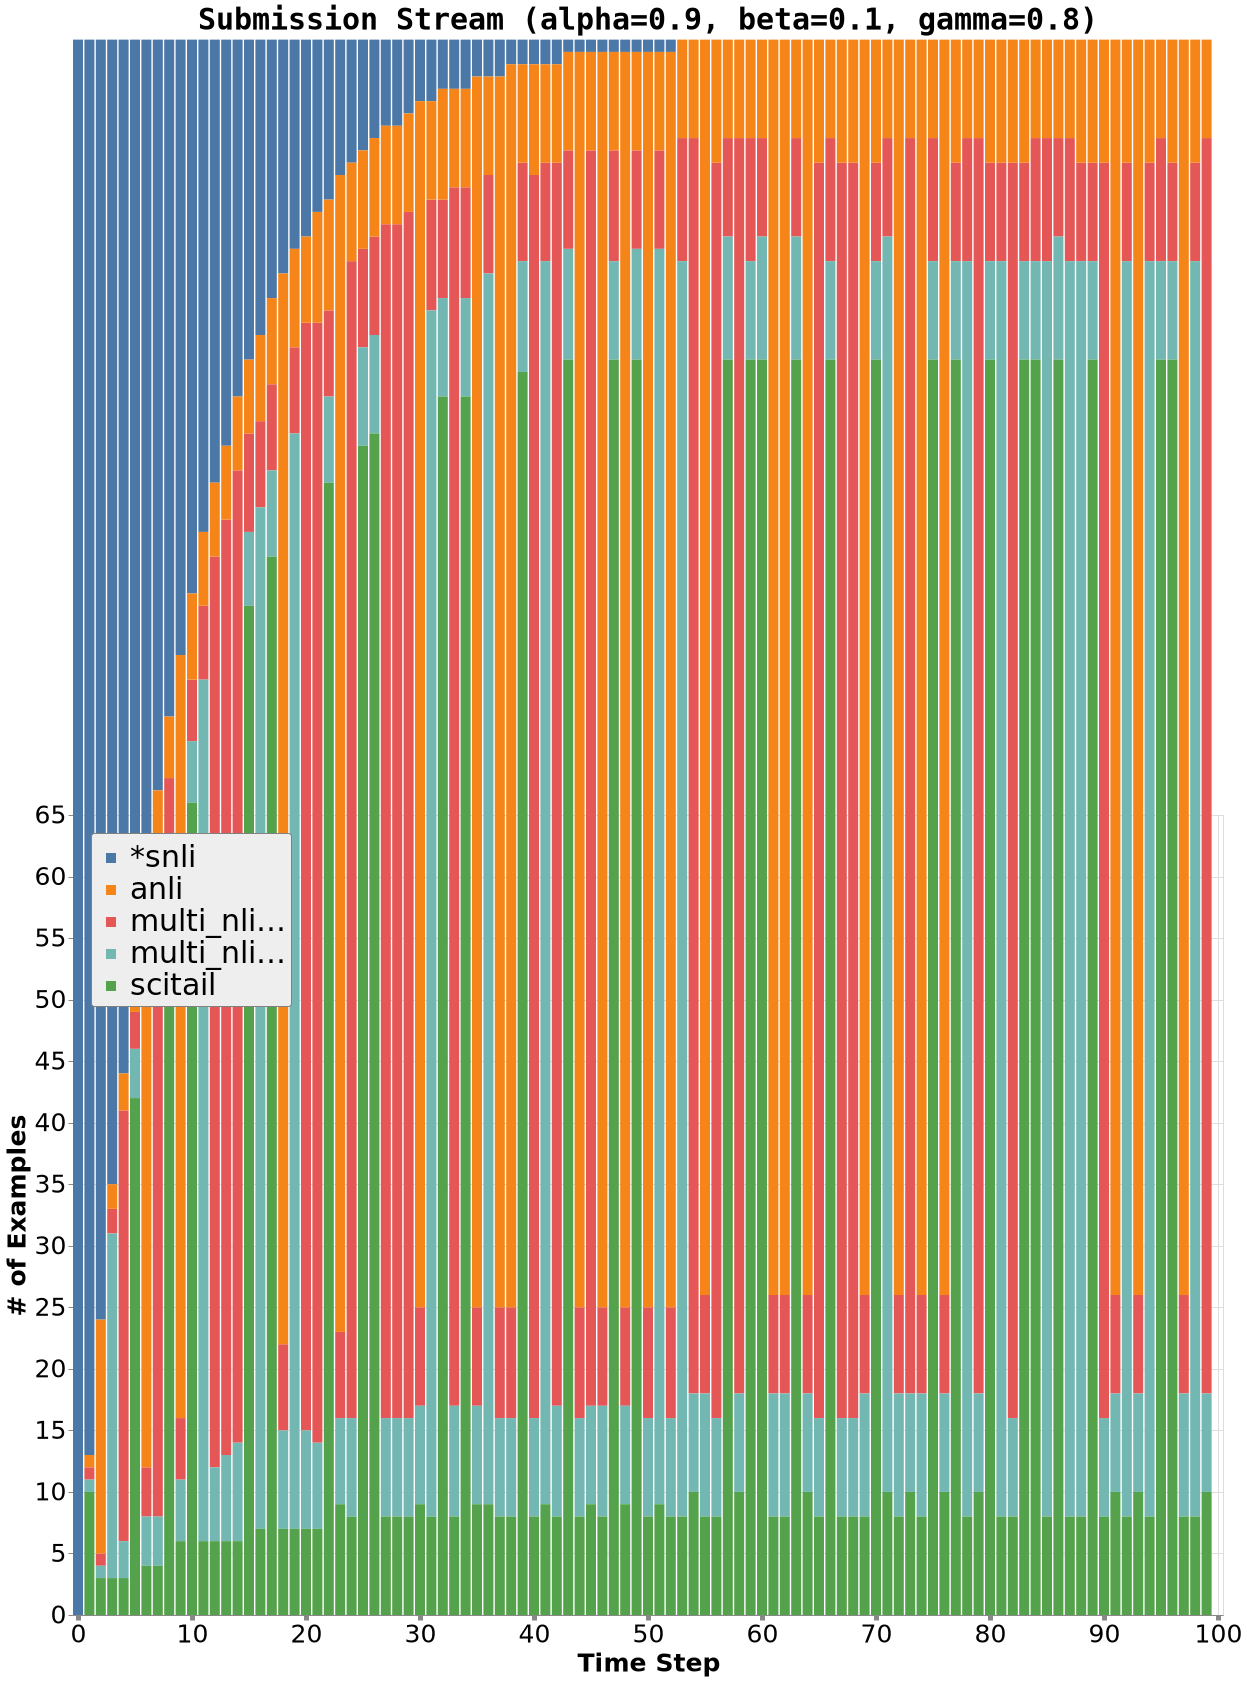 Submission Stream (alpha=0.9, beta=0.1, gamma=0.8)
65
60
55
50
45
40
35
30
25
20
15
10
5
0
# of Examples
*snli
anli
multi_nli...
multi_nli...
scitail
0 10 20 30 40 50 60 70 80 90 100
Time Step